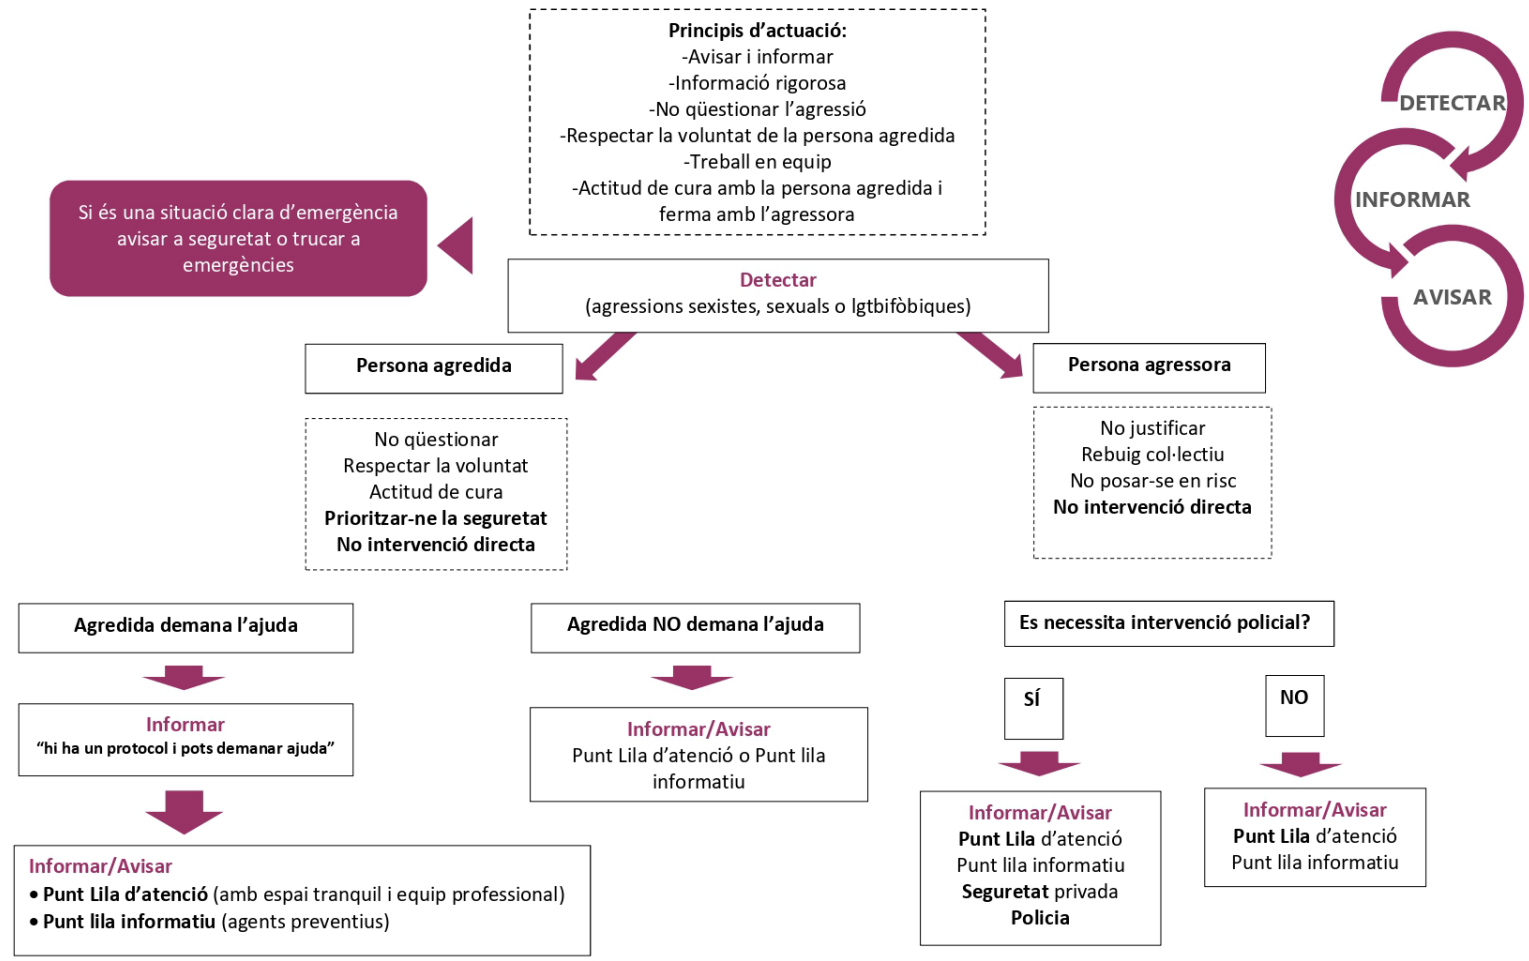 Principis d’actuació:
-Avisar i informar
-Informació rigorosa
-No qüestionar l’agressió
-Respectar la voluntat de la persona agredida
-Treball en equip
-Actitud de cura amb la persona agredida i
ferma amb l’agressora
DETECTAR
INFORMAR
AVISAR
Si és una situació clara d’emergència
avisar a seguretat o trucar a
emergències
Detectar
(agressions sexistes, sexuals o lgtbifòbiques)
Persona agredida
No qüestionar
Respectar la voluntat
Actitud de cura
Prioritzar-ne la seguretat
No intervenció directa
Persona agressora
No justificar
Rebuig col·lectiu
No posar-se en risc
No intervenció directa
Agredida demana l’ajuda
Informar
“hi ha un protocol i pots demanar ajuda”
Informar/Avisar
• Punt Lila d’atenció (amb espai tranquil i equip professional)
• Punt lila informatiu (agents preventius)
Agredida NO demana l’ajuda
Informar/Avisar
Punt Lila d’atenció o Punt lila
informatiu
Es necessita intervenció policial?
SÍ
Informar/Avisar
Punt Lila d’atenció
Punt lila informatiu
Seguretat privada
Policia
NO
Informar/Avisar
Punt Lila d’atenció
Punt lila informatiu